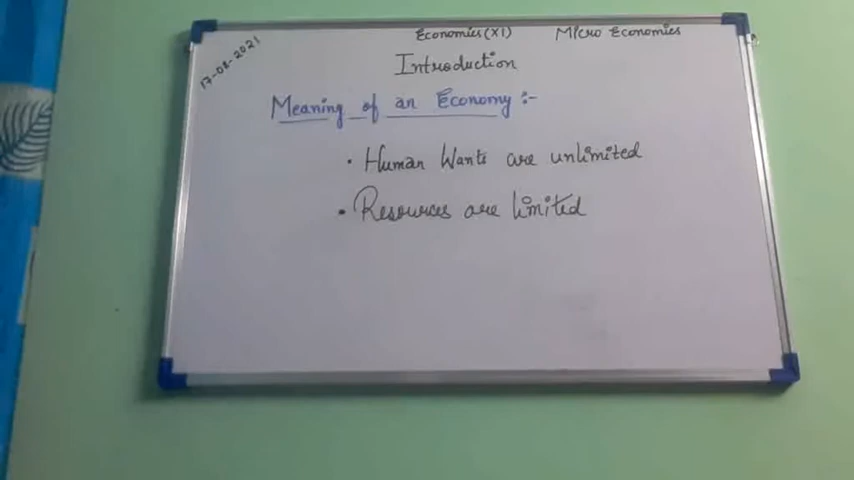 17-08-2021
Economics(XI) Micro Economics
Introduction
Meaning of an Economy :-
• Human Wants are unlimited
• Resources are limited